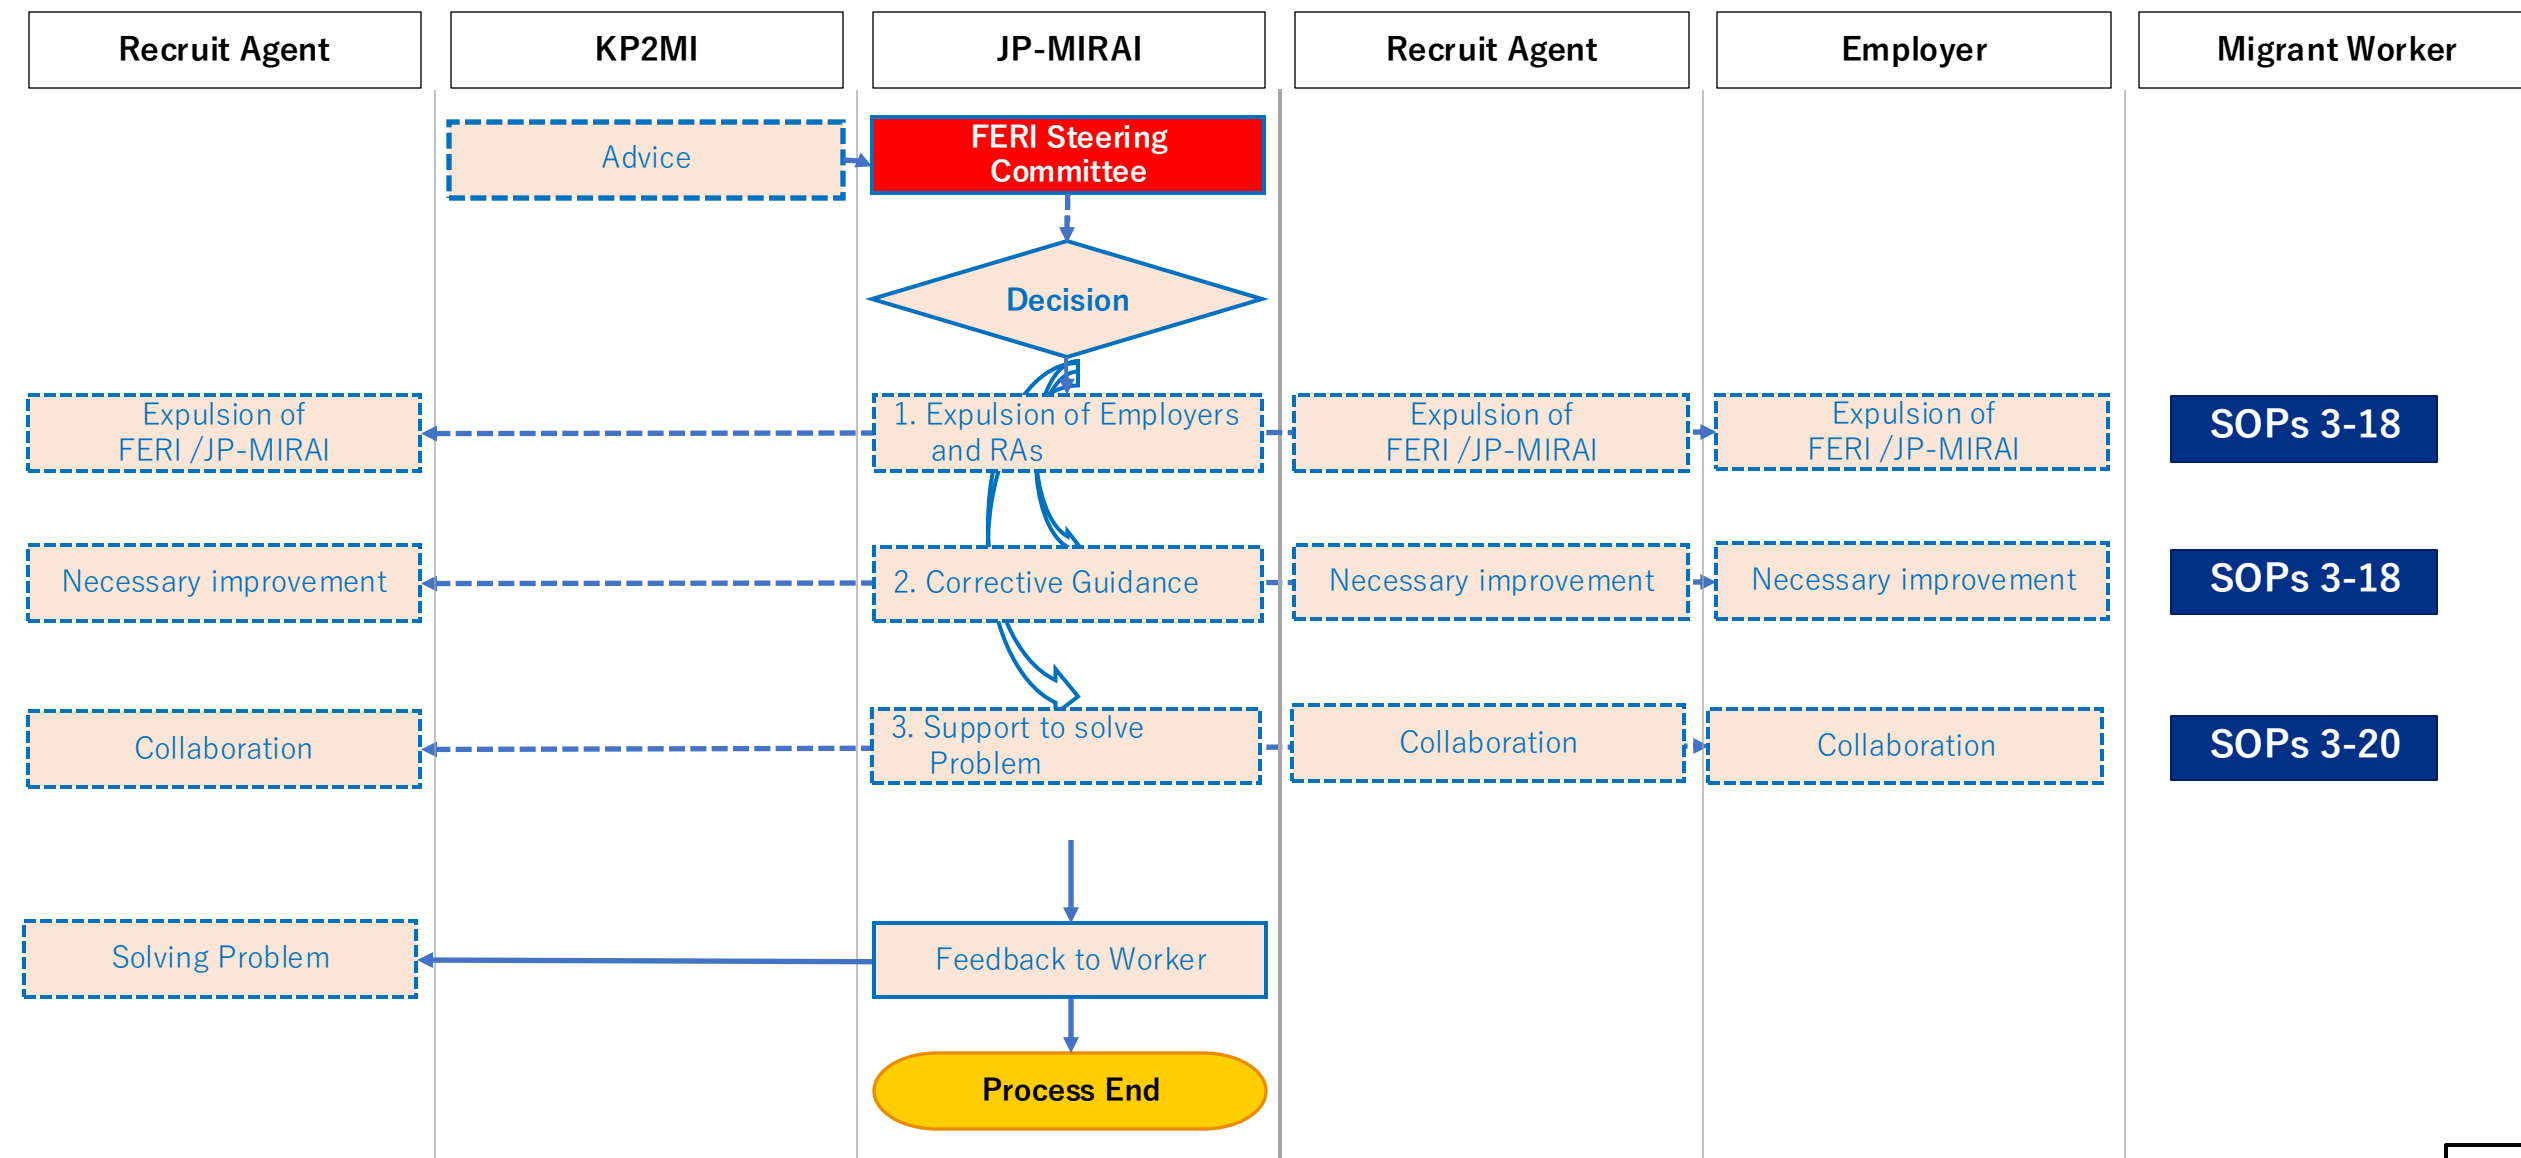 Recruit Agent
KP2MI
JP-MIRAI
Recruit Agent
Employer
Migrant Worker
Advice
FERI Steering
Committee
Decision
Expulsion of
FERI /JP-MIRAI
1. Expulsion of Employers
and RAs
Expulsion of
FERI /JP-MIRAI
Expulsion of
FERI /JP-MIRAI
SOPs 3-18
Necessary improvement
2. Corrective Guidance
Necessary improvement
Necessary improvement
SOPs 3-18
Collaboration
3. Support to solve
Problem
Collaboration
Collaboration
SOPs 3-20
Solving Problem
Feedback to Worker
Process End